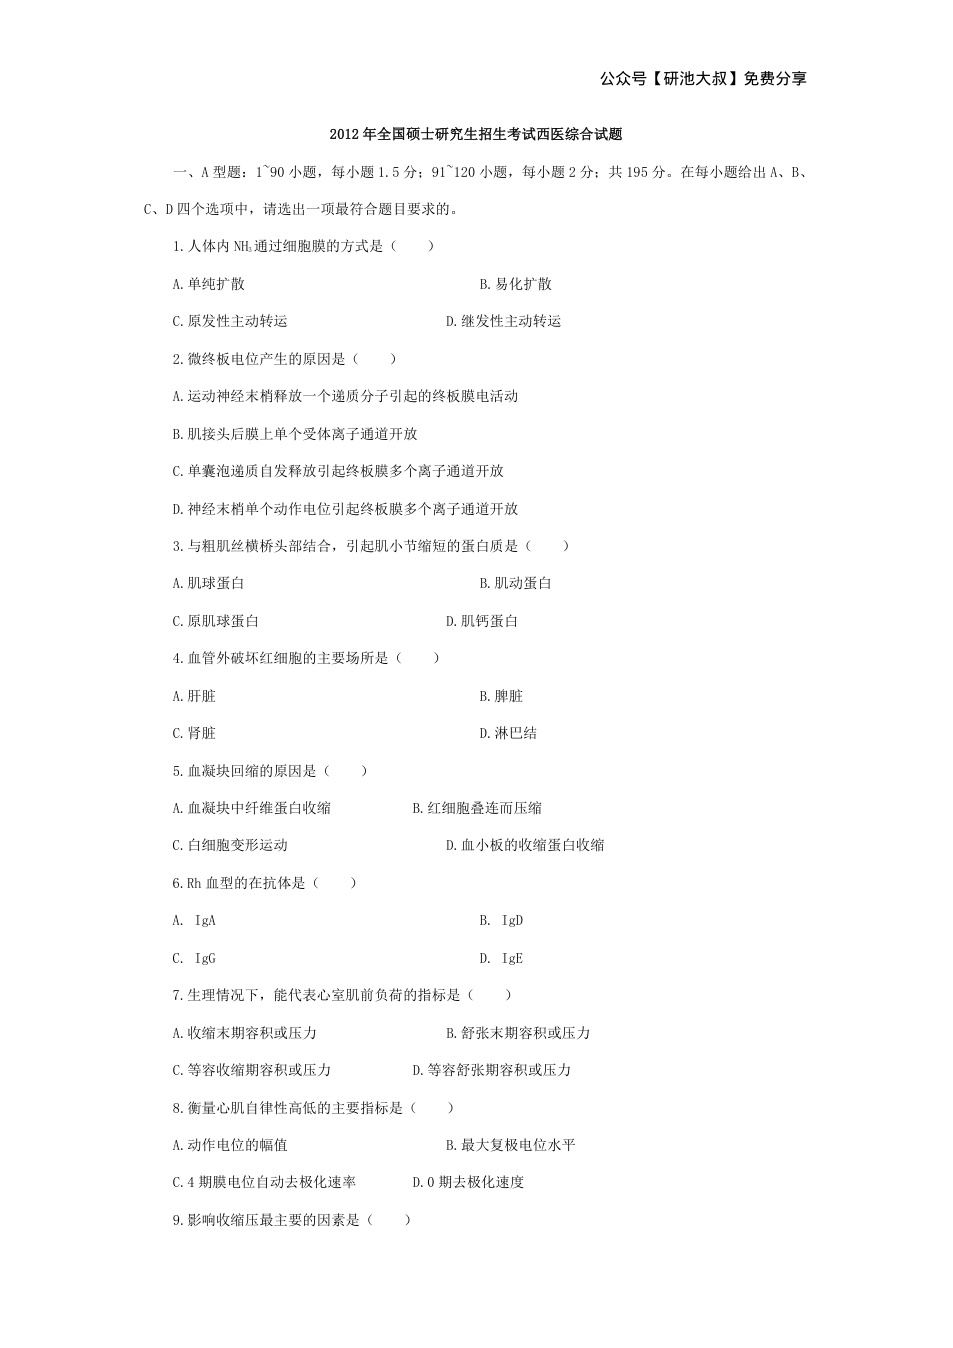 公众号【研池大叔】免费分享
2012 年全国硕士研究生招生考试西医综合试题
一、A 型题：1~90 小题，每小题 1.5 分；91~120 小题，每小题 2 分；共 195 分。在每小题给出 A、B、
C、D 四个选项中，请选出一项最符合题目要求的。
1.人体内 NH₃通过细胞膜的方式是（　　）
A.单纯扩散 B.易化扩散
C.原发性主动转运 D.继发性主动转运
2.微终板电位产生的原因是（　　）
A.运动神经末梢释放一个递质分子引起的终板膜电活动
B.肌接头后膜上单个受体离子通道开放
C.单囊泡递质自发释放引起终板膜多个离子通道开放
D.神经末梢单个动作电位引起终板膜多个离子通道开放
3.与粗肌丝横桥头部结合，引起肌小节缩短的蛋白质是（　　）
A.肌球蛋白 B.肌动蛋白
C.原肌球蛋白 D.肌钙蛋白
4.血管外破坏红细胞的主要场所是（　　）
A.肝脏 B.脾脏
C.肾脏 D.淋巴结
5.血凝块回缩的原因是（　　）
A.血凝块中纤维蛋白收缩 B.红细胞叠连而压缩
C.白细胞变形运动 D.血小板的收缩蛋白收缩
6.Rh 血型的在抗体是（　　）
A. IgA B. IgD
C. IgG D. IgE
7.生理情况下，能代表心室肌前负荷的指标是（　　）
A.收缩末期容积或压力 B.舒张末期容积或压力
C.等容收缩期容积或压力 D.等容舒张期容积或压力
8.衡量心肌自律性高低的主要指标是（　　）
A.动作电位的幅值 B.最大复极电位水平
C.4 期膜电位自动去极化速率 D.0 期去极化速度
9.影响收缩压最主要的因素是（　　）